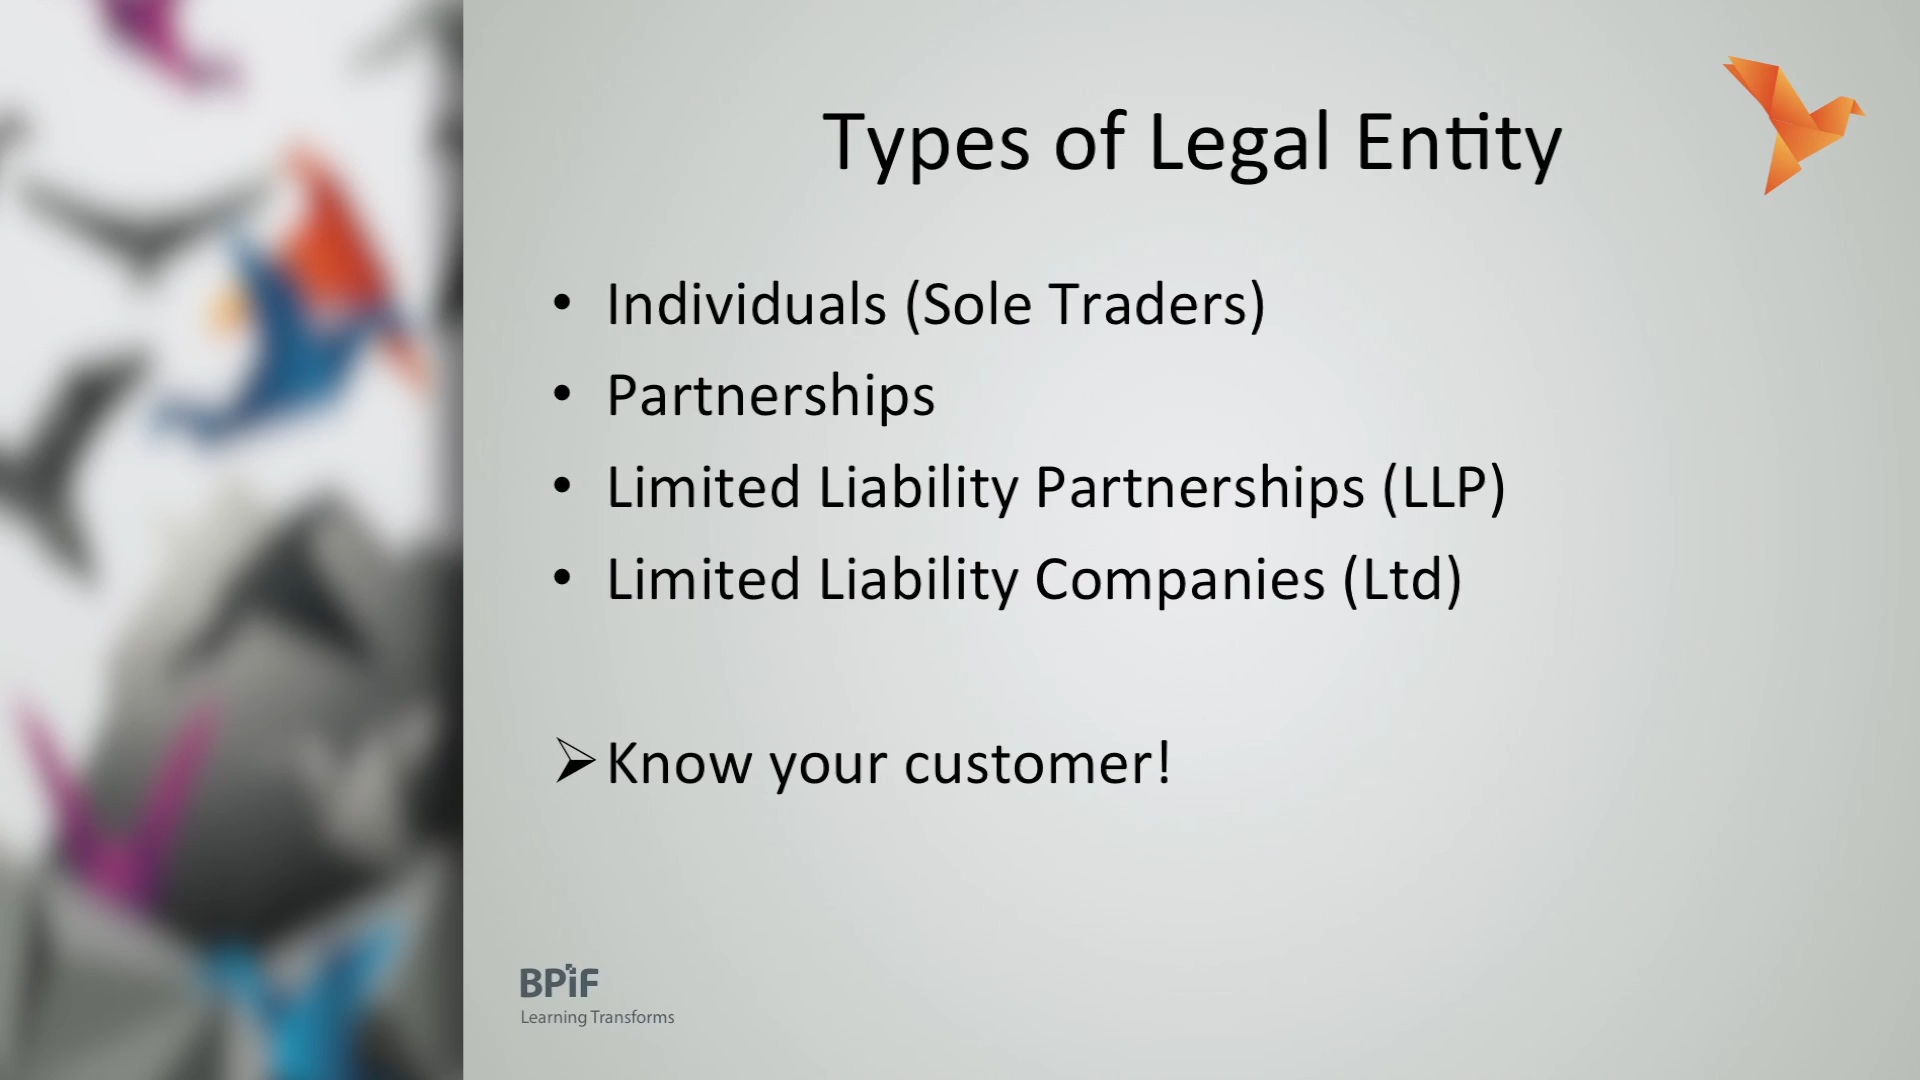 Types of Legal Entity
• Individuals (Sole Traders)
• Partnerships
• Limited Liability Partnerships (LLP)
• Limited Liability Companies (Ltd)
➢ Know your customer!
BPiF
Learning Transforms